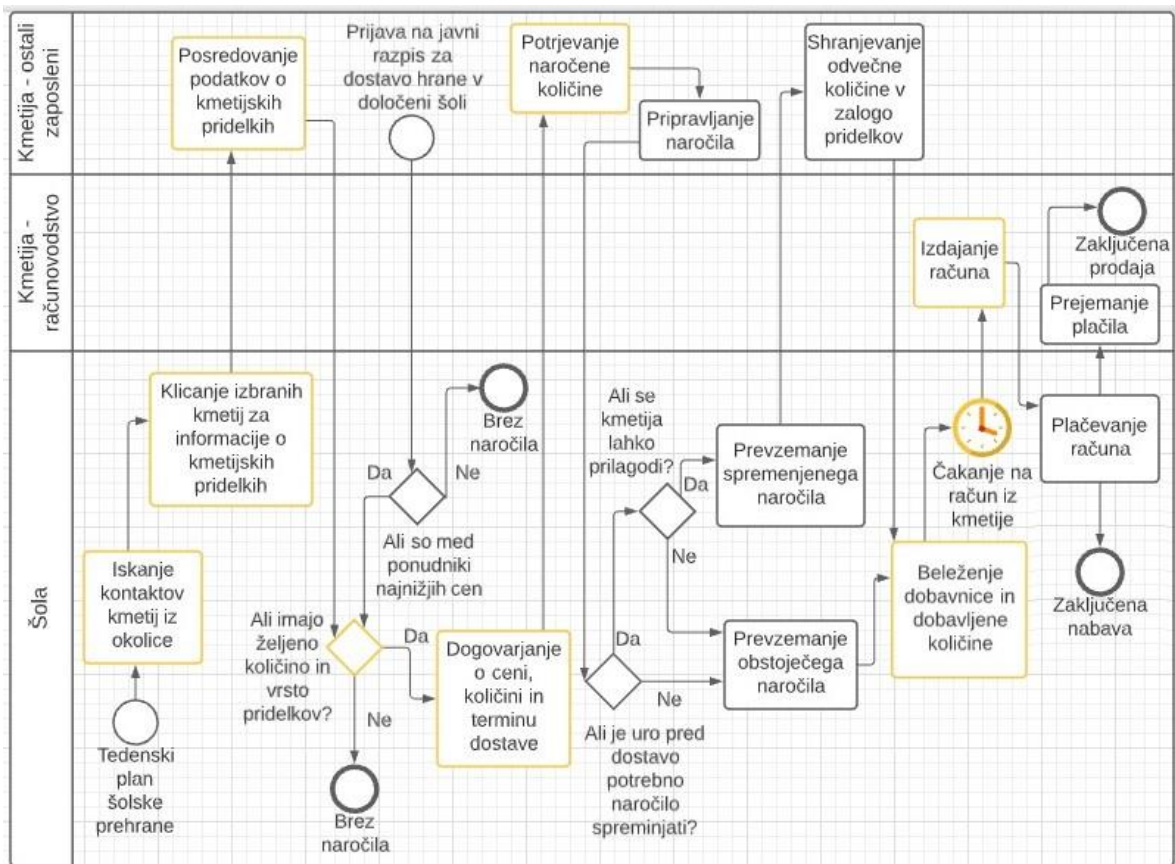 Kmetija - ostali
zaposleni
Posredovanje
podatkov o
kmetijskih
pridelkih
Prijava na javni
razpis za
dostavo hrane v
določeni šoli
Potrjevanje
naročene
količine
Pripravljanje
naročila
Shranjevanje
odvečne
količine v
zalogo
pridelkov
Kmetija -
računovodstvo
Izdajanje
računa
Zaključena
prodaja
Prejemanje
plačila
Šola
Klicanje izbranih
kmetij za
informacije o
kmetijskih
pridelkih
Iskanje
kontaktov
kmetij iz
okolice
Tedenski
plan
šolske
prehrane
Brez
naročila
Da
Ne
Ali so med
ponudniki
najnižjih cen
Ali imajo
željeno
količino in
vrsto
pridelkov?
Da
Ne
Brez
naročila
Dogovarjanje
o ceni,
količini in
terminu
dostave
Ali se
kmetija
lahko
prilagodi?
Da
Ne
Prevzemanje
spremenjenega
naročila
Da
Ne
Ali je uro pred
dostavo
potrebno
naročilo
spreminjati?
Prevzemanje
obstoječega
naročila
Čakanje na
račun iz
kmetije
Beleženje
dobavnice in
dobavljene
količine
Plačevanje
računa
Zaključena
nabava